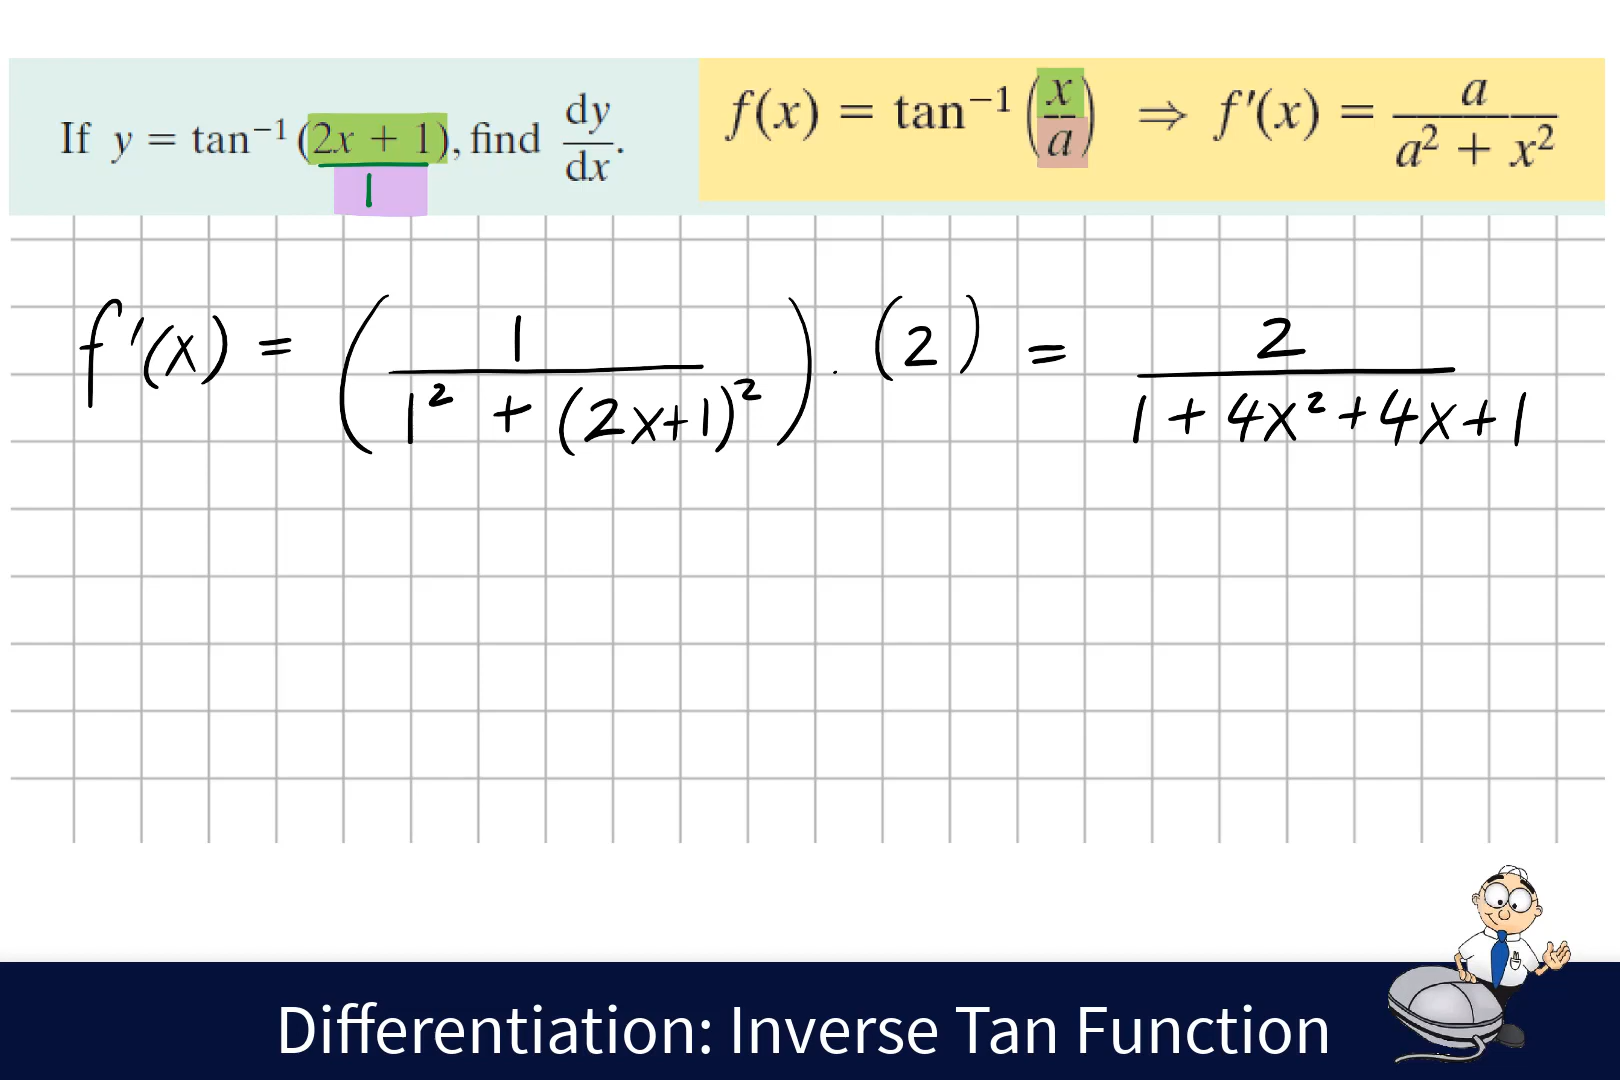 If y = tan⁻¹(2x + 1), find dy/dx.
1
f(x) = tan⁻¹(x/a) ⇒ f'(x) = a/(a² + x²)
f'(x) = (1/(1² + (2x+1)²)) . (2) = 2/(1 + 4x² + 4x + 1)
Differentiation: Inverse Tan Function